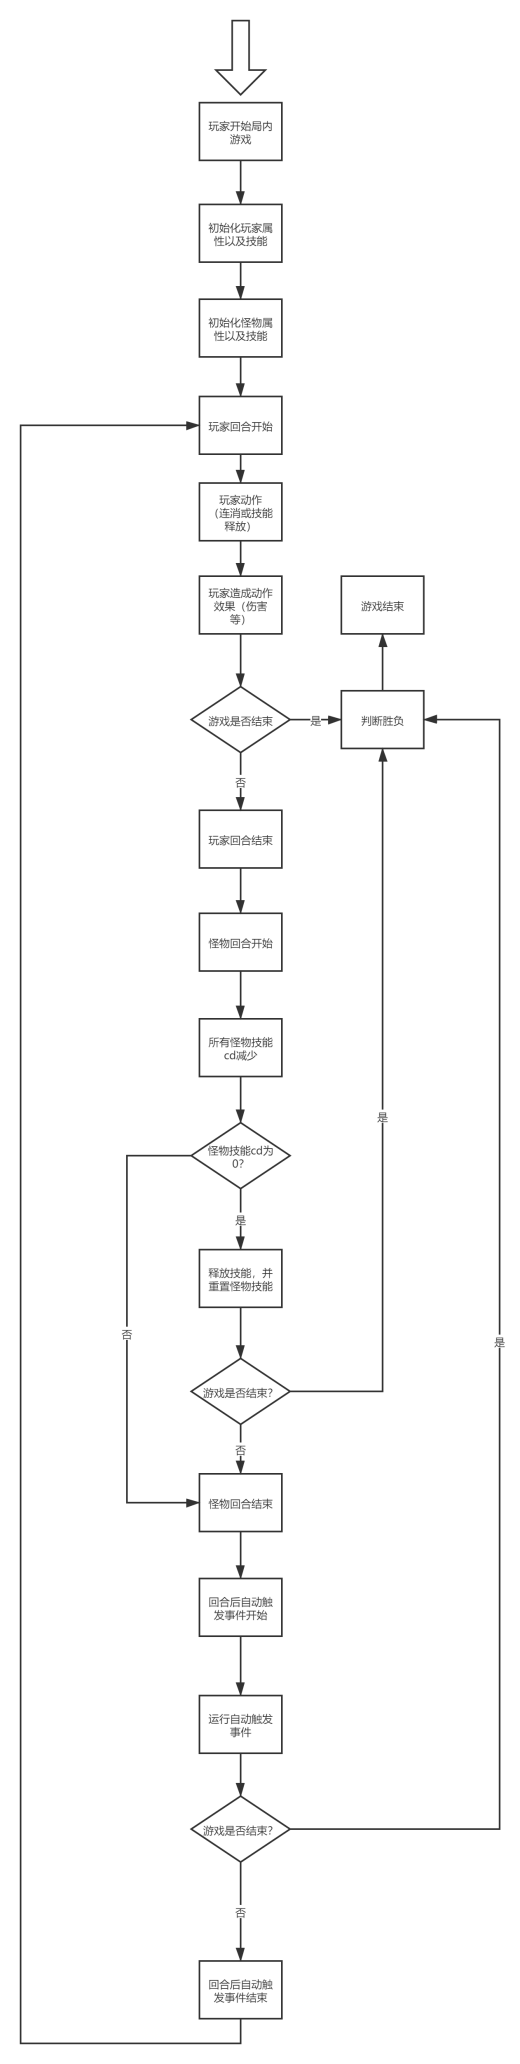 玩家开始局内
游戏
初始化玩家属
性以及技能
初始化怪物属
性以及技能
玩家回合开始
玩家动作
（连消或技能
释放）
玩家造成动作
效果（伤害
等）
游戏结束
游戏是否结束
是
判断胜负
否
玩家回合结束
怪物回合开始
所有怪物技能
cd减少
是
怪物技能cd为
0?
是
释放技能，并
重置怪物技能
否
是
游戏是否结束?
否
怪物回合结束
回合后自动触
发事件开始
运行自动触发
事件
游戏是否结束?
否
回合后自动触
发事件结束